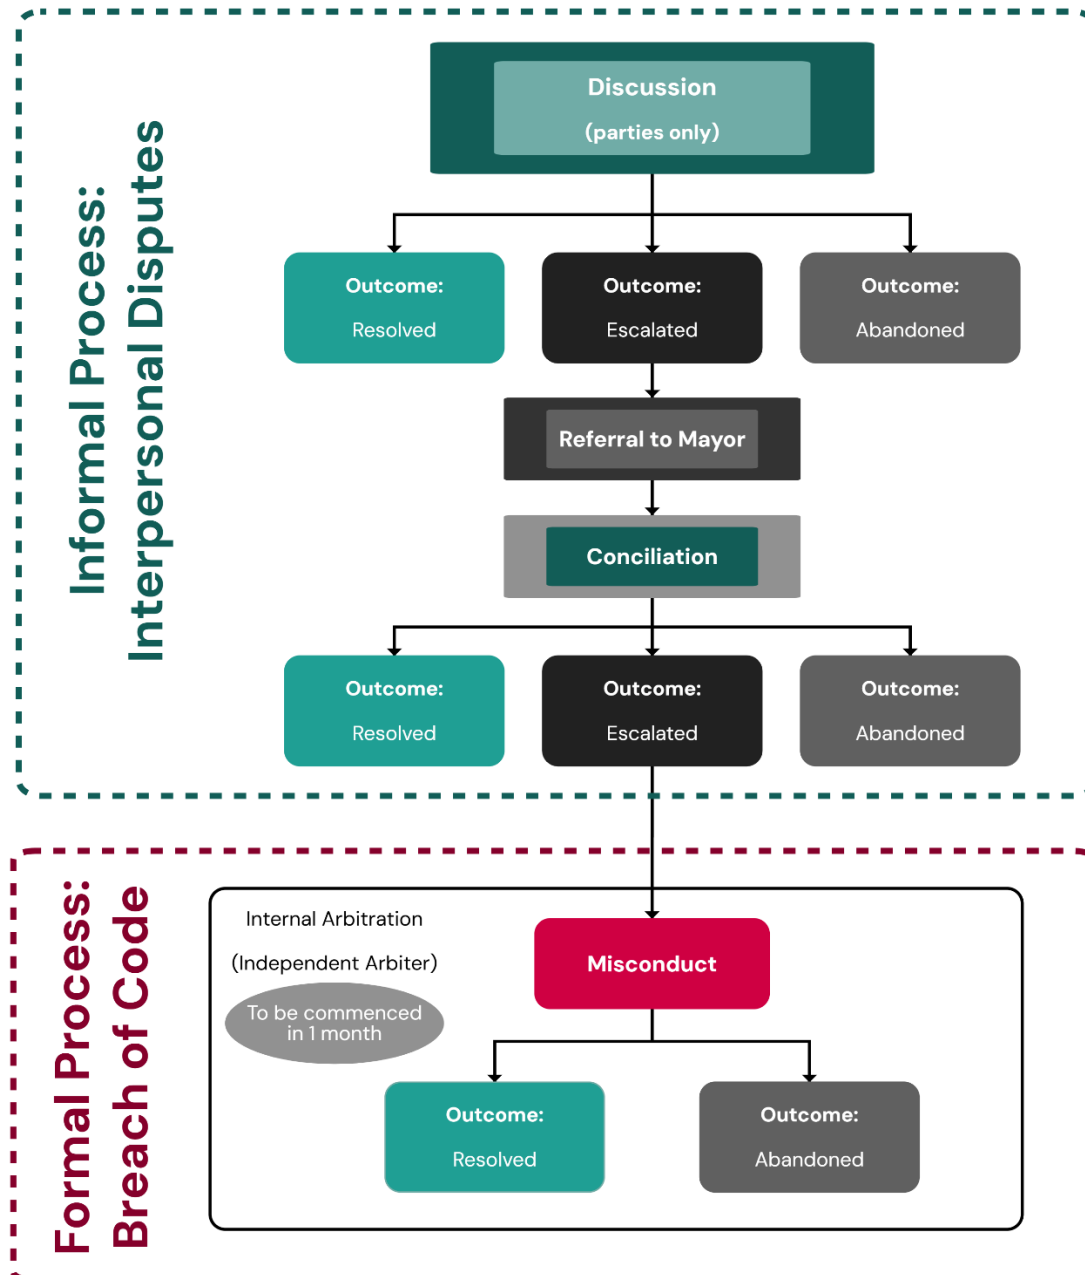 Informal Process:
Interpersonal Disputes
Discussion
(parties only)
Outcome:
Resolved
Outcome:
Escalated
Outcome:
Abandoned
Referral to Mayor
Conciliation
Outcome:
Resolved
Outcome:
Escalated
Outcome:
Abandoned
Formal Process:
Breach of Code
Internal Arbitration
(Independent Arbiter)
To be commenced
in 1 month
Misconduct
Outcome:
Resolved
Outcome:
Abandoned